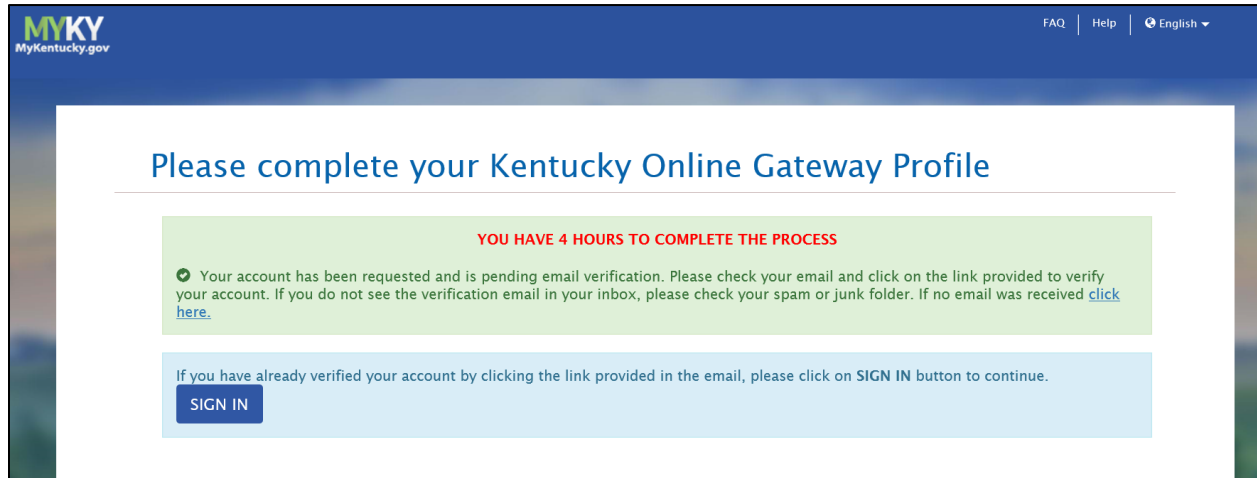 MYKY
MyKentucky.gov
FAQ
Help
English
Please complete your Kentucky Online Gateway Profile
YOU HAVE 4 HOURS TO COMPLETE THE PROCESS
Your account has been requested and is pending email verification. Please check your email and click on the link provided to verify
your account. If you do not see the verification email in your inbox, please check your spam or junk folder. If no email was received click
here.
If you have already verified your account by clicking the link provided in the email, please click on SIGN IN button to continue.
SIGN IN